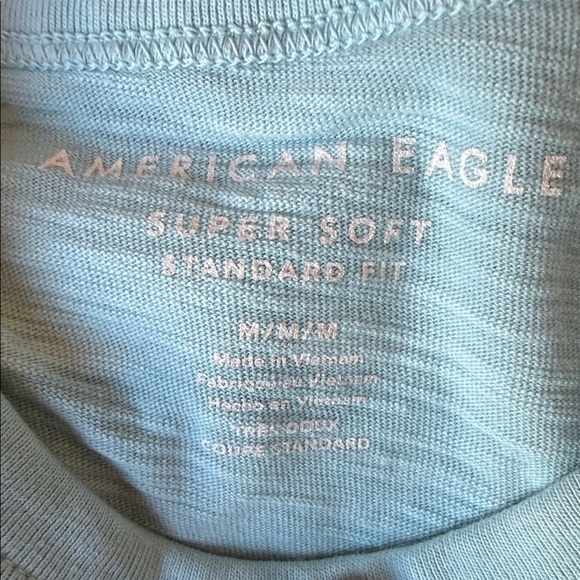 AMERICAN EAGLE
SUPER SOFT
STANDARD FIT
M/M/M
Made in Vietnam
Fabriqué au Vietnam
Hecho en Vietnam
TRÈS DOUX
COUPE STANDARD